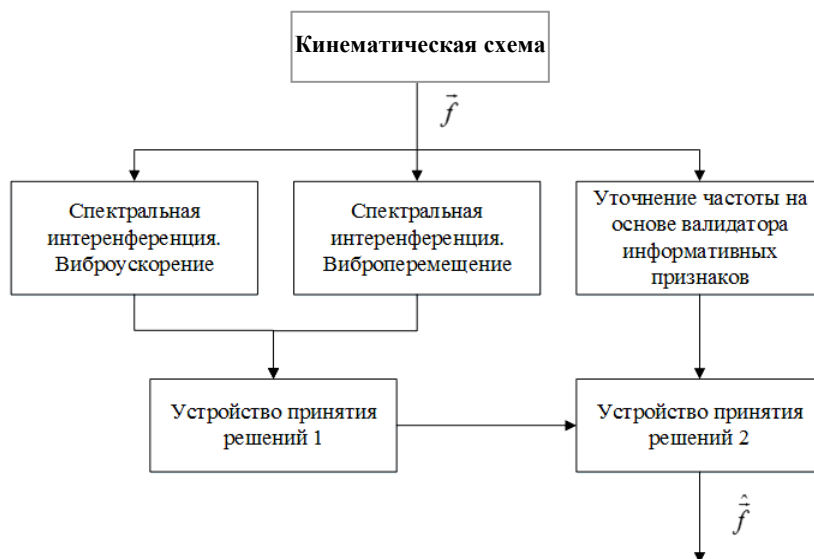 Кинематическая схема
f⃗
Спектральная
интеренференция.
Виброускорение
Спектральная
интеренференция.
Виброперемещение
Уточнение частоты на
основе валидатора
информативных
признаков
Устройство принятия
решений 1
Устройство принятия
решений 2
f⃗̂